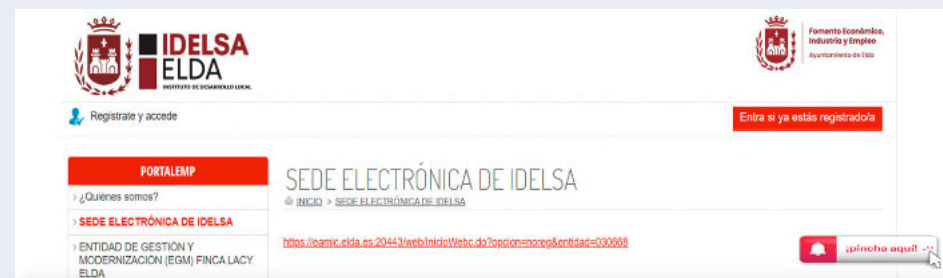 IDELSA
ELDA
INSTITUTO DE DESARROLLO LOCAL
Fomento Económico,
Industria y Empleo
Ayuntamiento de Elda
Regístrate y accede
Entra si ya estás registrado/a
PORTALEMP
> ¿Quiénes somos?
> SEDE ELECTRÓNICA DE IDELSA
> ENTIDAD DE GESTIÓN Y
MODERNIZACIÓN (EGM) FINCA LACY
ELDA
SEDE ELECTRÓNICA DE IDELSA
INICIO > SEDE ELECTRÓNICA DE IDELSA
https://eamic.elda.es:20443/web/inicioWebc.do?opcion=noreg&entidad=030668
¡pincha aquí!